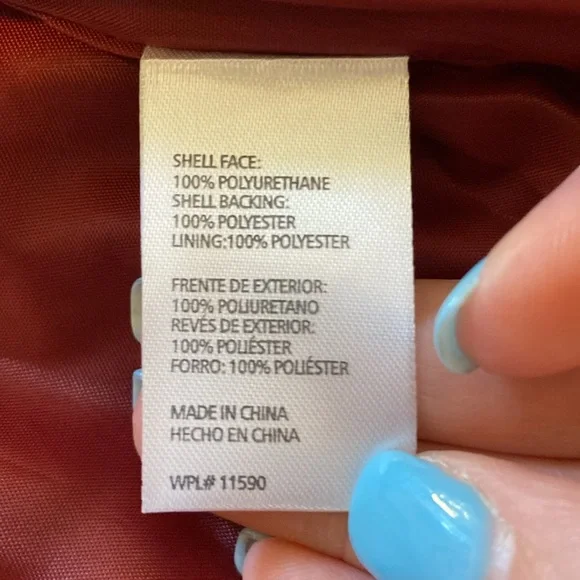 SHELL FACE:
100% POLYURETHANE
SHELL BACKING:
100% POLYESTER
LINING:100% POLYESTER
FRENTE DE EXTERIOR:
100% POLIURETANO
REVÉS DE EXTERIOR:
100% POLIÉSTER
FORRO: 100% POLIÉSTER
MADE IN CHINA
HECHO EN CHINA
WPL# 11590